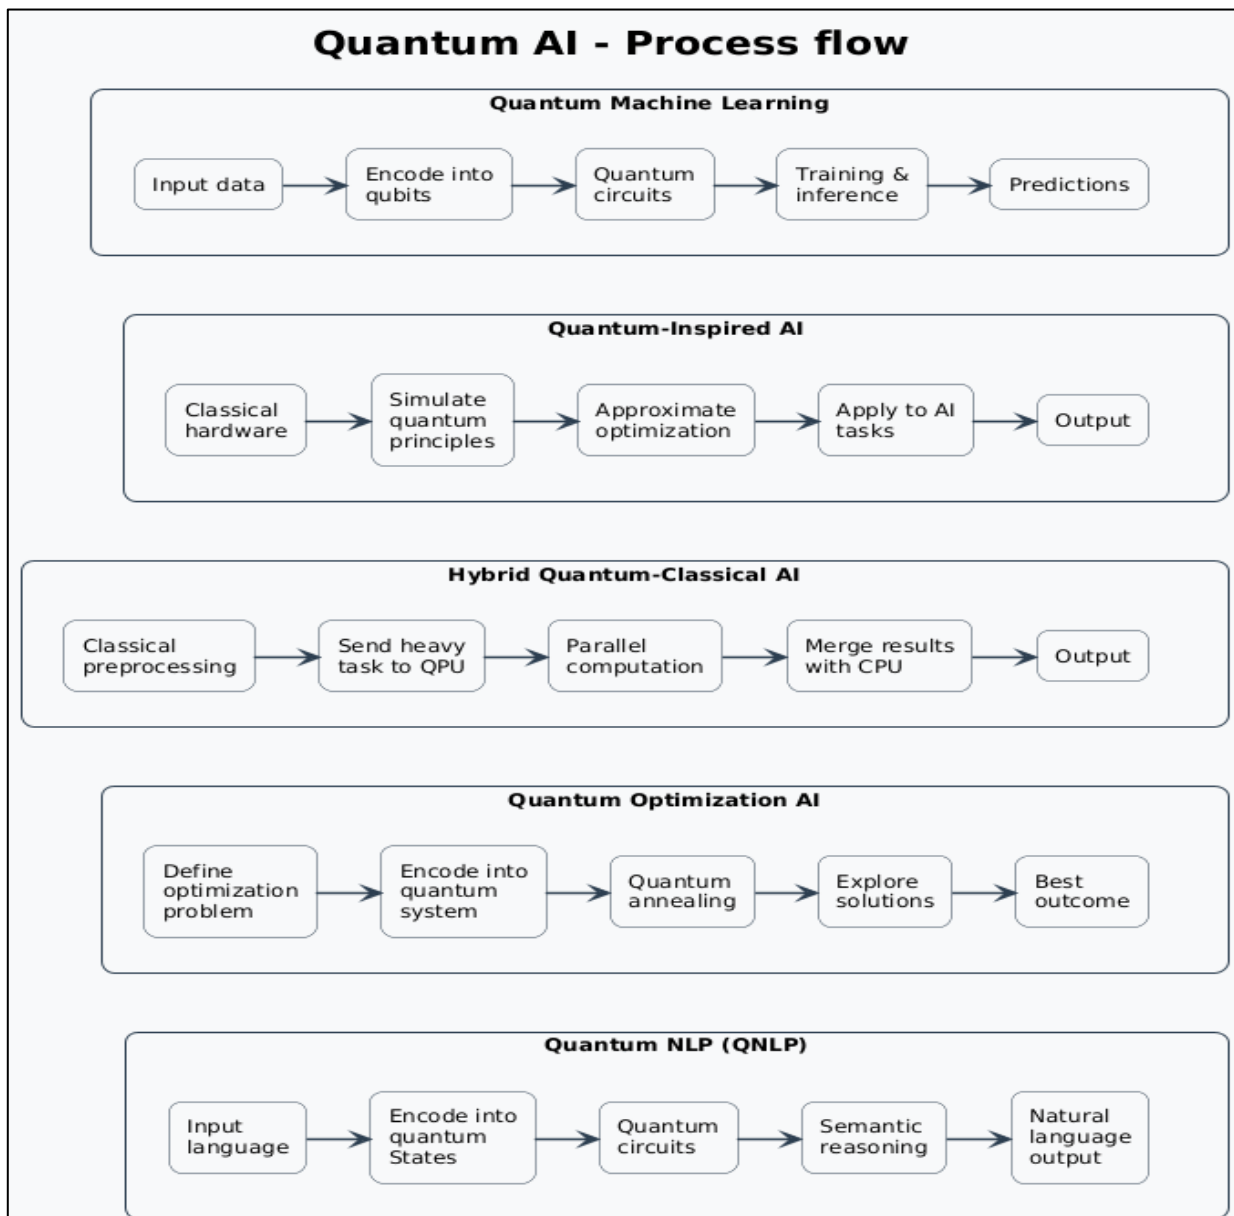 Quantum AI - Process flow
Quantum Machine Learning
Input data
Encode into
qubits
Quantum
circuits
Training &
inference
Predictions
Quantum-Inspired AI
Classical
hardware
Simulate
quantum
principles
Approximate
optimization
Apply to AI
tasks
Output
Hybrid Quantum-Classical AI
Classical
preprocessing
Send heavy
task to QPU
Parallel
computation
Merge results
with CPU
Output
Quantum Optimization AI
Define
optimization
problem
Encode into
quantum
system
Quantum
annealing
Explore
solutions
Best
outcome
Quantum NLP (QNLP)
Input
language
Encode into
quantum
States
Quantum
circuits
Semantic
reasoning
Natural
language
output